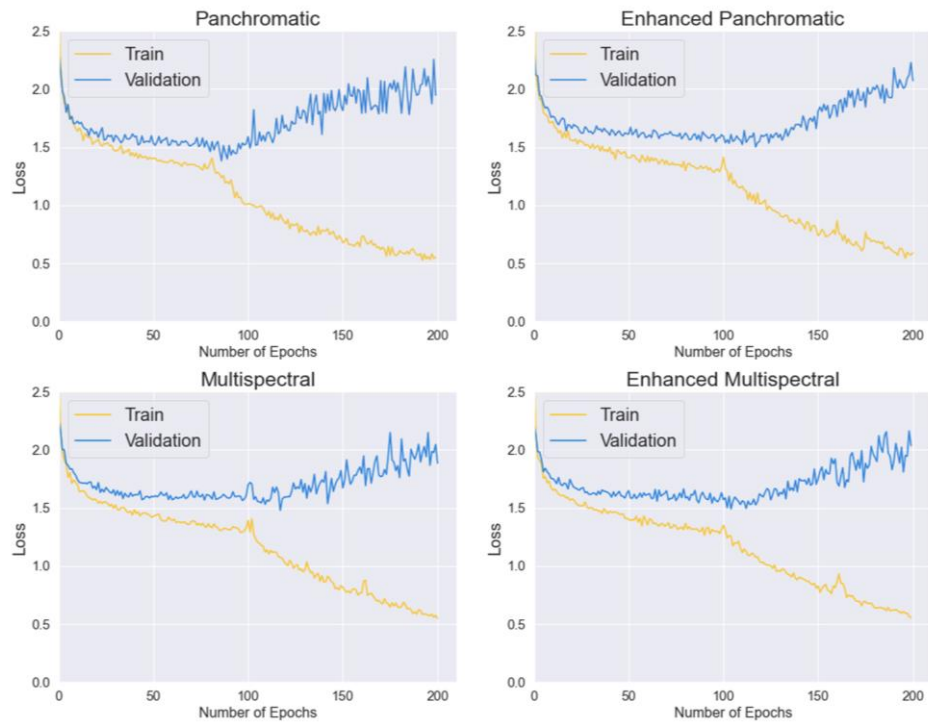 Panchromatic
2.5
2.0
1.5
1.0
0.5
0.0
Loss
Train
Validation
0 50 100 150 200
Number of Epochs
Enhanced Panchromatic
2.5
2.0
1.5
1.0
0.5
0.0
Loss
Train
Validation
0 50 100 150 200
Number of Epochs
Multispectral
2.5
2.0
1.5
1.0
0.5
0.0
Loss
Train
Validation
0 50 100 150 200
Number of Epochs
Enhanced Multispectral
2.5
2.0
1.5
1.0
0.5
0.0
Loss
Train
Validation
0 50 100 150 200
Number of Epochs